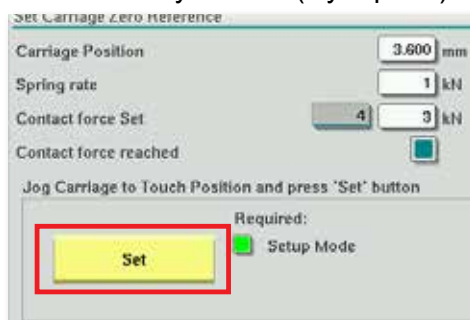 Set Carriage Zero Reference
Carriage Position 3.600 mm
Spring rate 1 kN
Contact force Set 4 3 kN
Contact force reached
Jog Carriage to Touch Position and press "Set" button
Required:
Setup Mode
Set